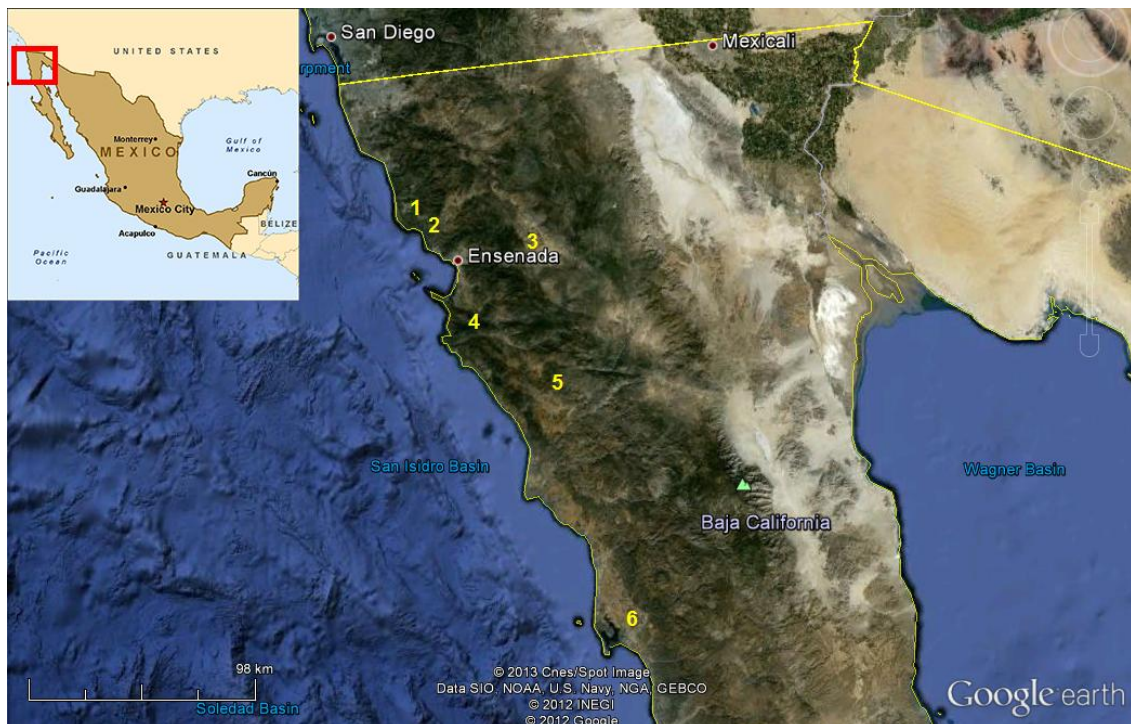 UNITED STATES
Monterrey
MEXICO
Gulf of
Mexico
Guadalajara
Cancún
Mexico City
Acapulco
BELIZE
Pacific
Ocean
GUATEMALA
San Diego
rpment
Mexicali
1
2
3
Ensenada
4
5
San Isidro Basin
Wagner Basin
Baja California
6
98 km
Soledad Basin
© 2013 Cnes/Spot Image
Data SIO, NOAA, U.S. Navy, NGA, GEBCO
© 2012 INEGI
© 2012 Google
Google earth